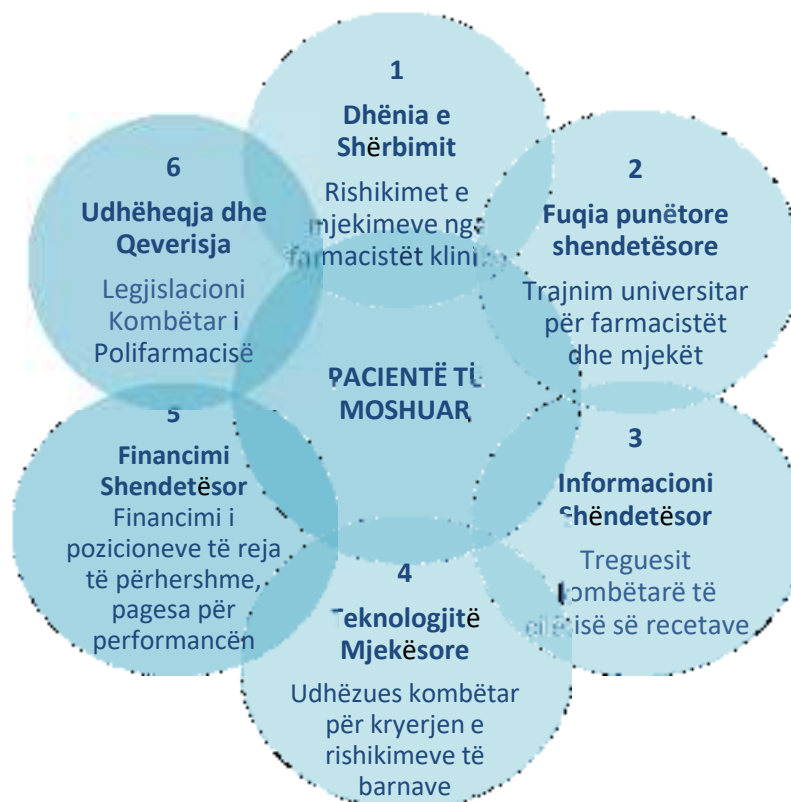 1
Dhënia e
Shërbimit
Rishikimet e
mjekimeve nga
farmacistët
2
Fuqia punëtore
shendetësore
Trajnim universitar
për farmacistët
dhe mjekët
3
Informacioni
Shëndetësor
Treguesit
kombëtarë të
cilësisë së recetave
4
Teknologjitë
Mjekësore
Udhëzues kombëtar
për kryerjen e
rishikimeve të
barnave
5
Financimi
Shendetësor
Financimi i
pozicioneve të reja
të përhershme,
pagesa për
performancën
6
Udhëheqja dhe
Qeverisja
Legjislacioni
Kombëtar i
Polifarmacisë
PACIENTË TË
MOSHUAR